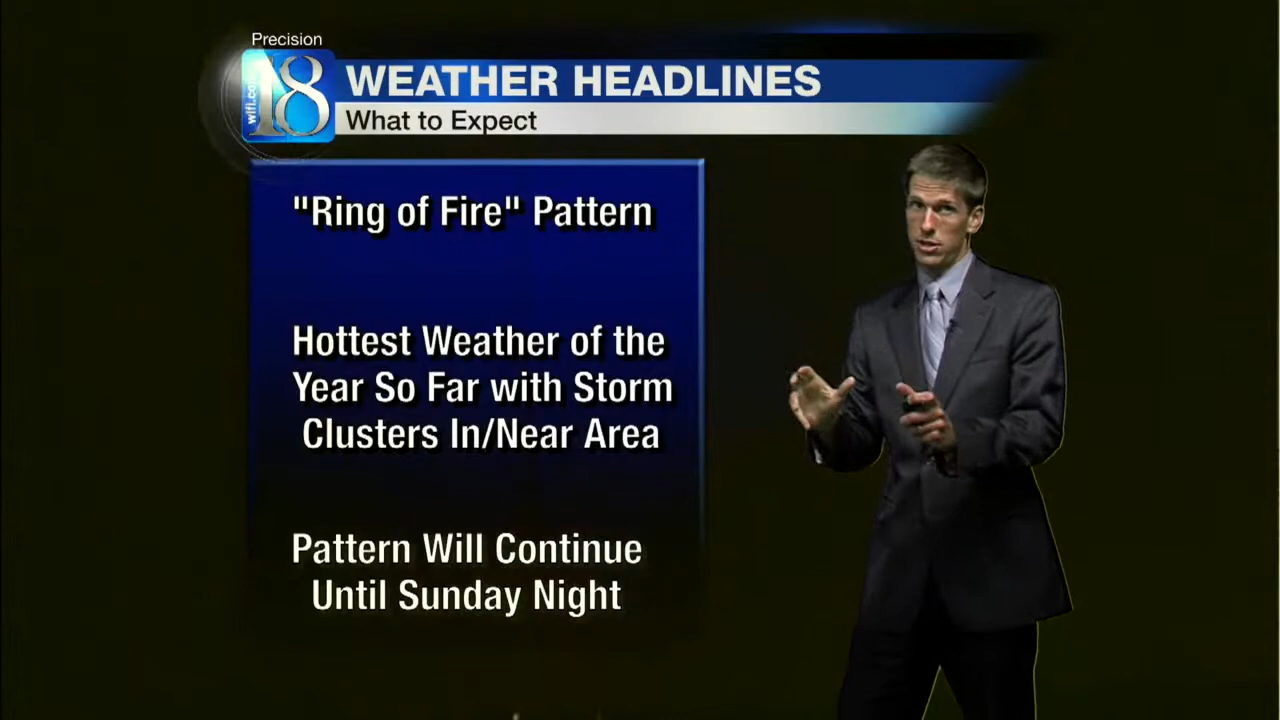 Precision
wlfi.com
18
WEATHER HEADLINES
What to Expect
"Ring of Fire" Pattern
Hottest Weather of the
Year So Far with Storm
Clusters In/Near Area
Pattern Will Continue
Until Sunday Night